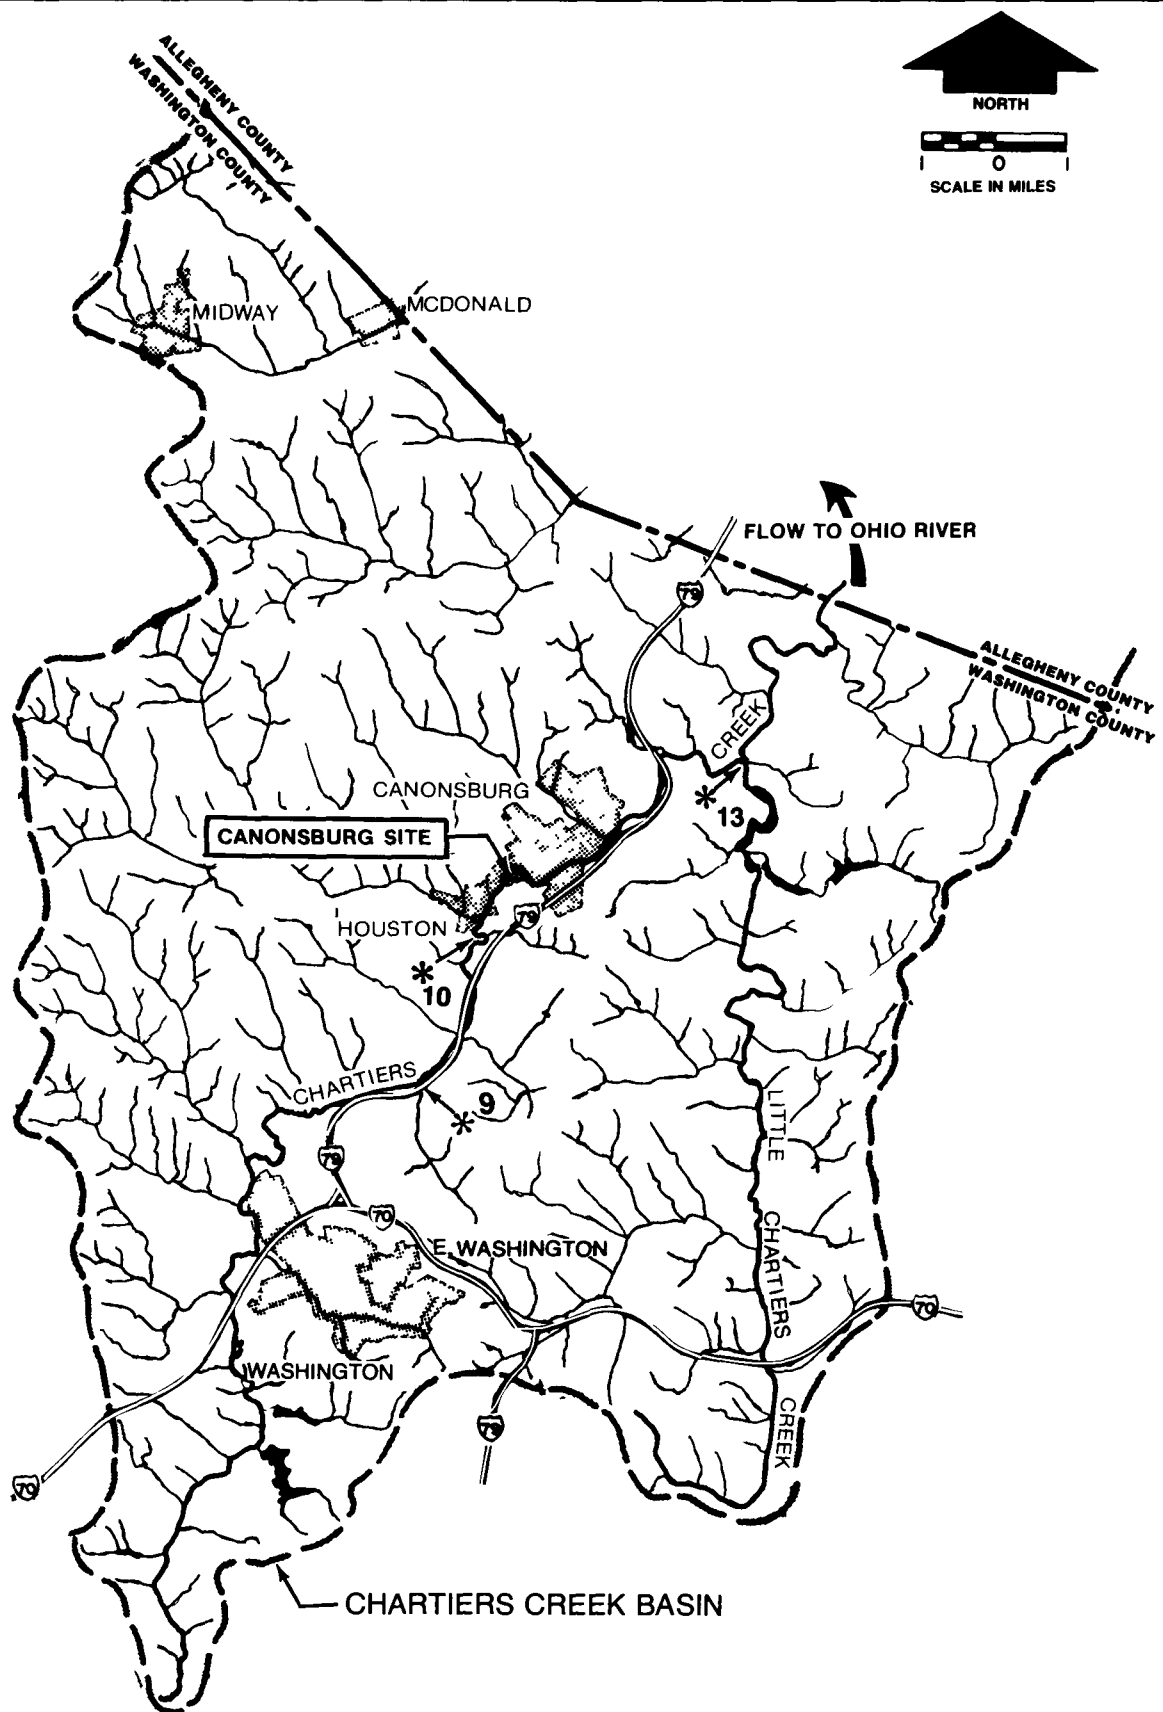 ALLEGHENY COUNTY
WASHINGTON COUNTY
NORTH
0
SCALE IN MILES
MIDWAY
MCDONALD
FLOW TO OHIO RIVER
79
ALLEGHENY COUNTY
WASHINGTON COUNTY
CREEK
CANONSBURG
* 13
CANONSBURG SITE
79
HOUSTON
* 10
CHARTIERS
* 9
LITTLE
79
70
E. WASHINGTON
CHARTIERS
70
WASHINGTON
CREEK
79
70
CHARTIERS CREEK BASIN